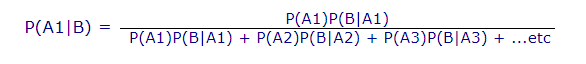 P(A1|B) = P(A1)P(B|A1)
P(A1)P(B|A1) + P(A2)P(B|A2) + P(A3)P(B|A3) + ...etc